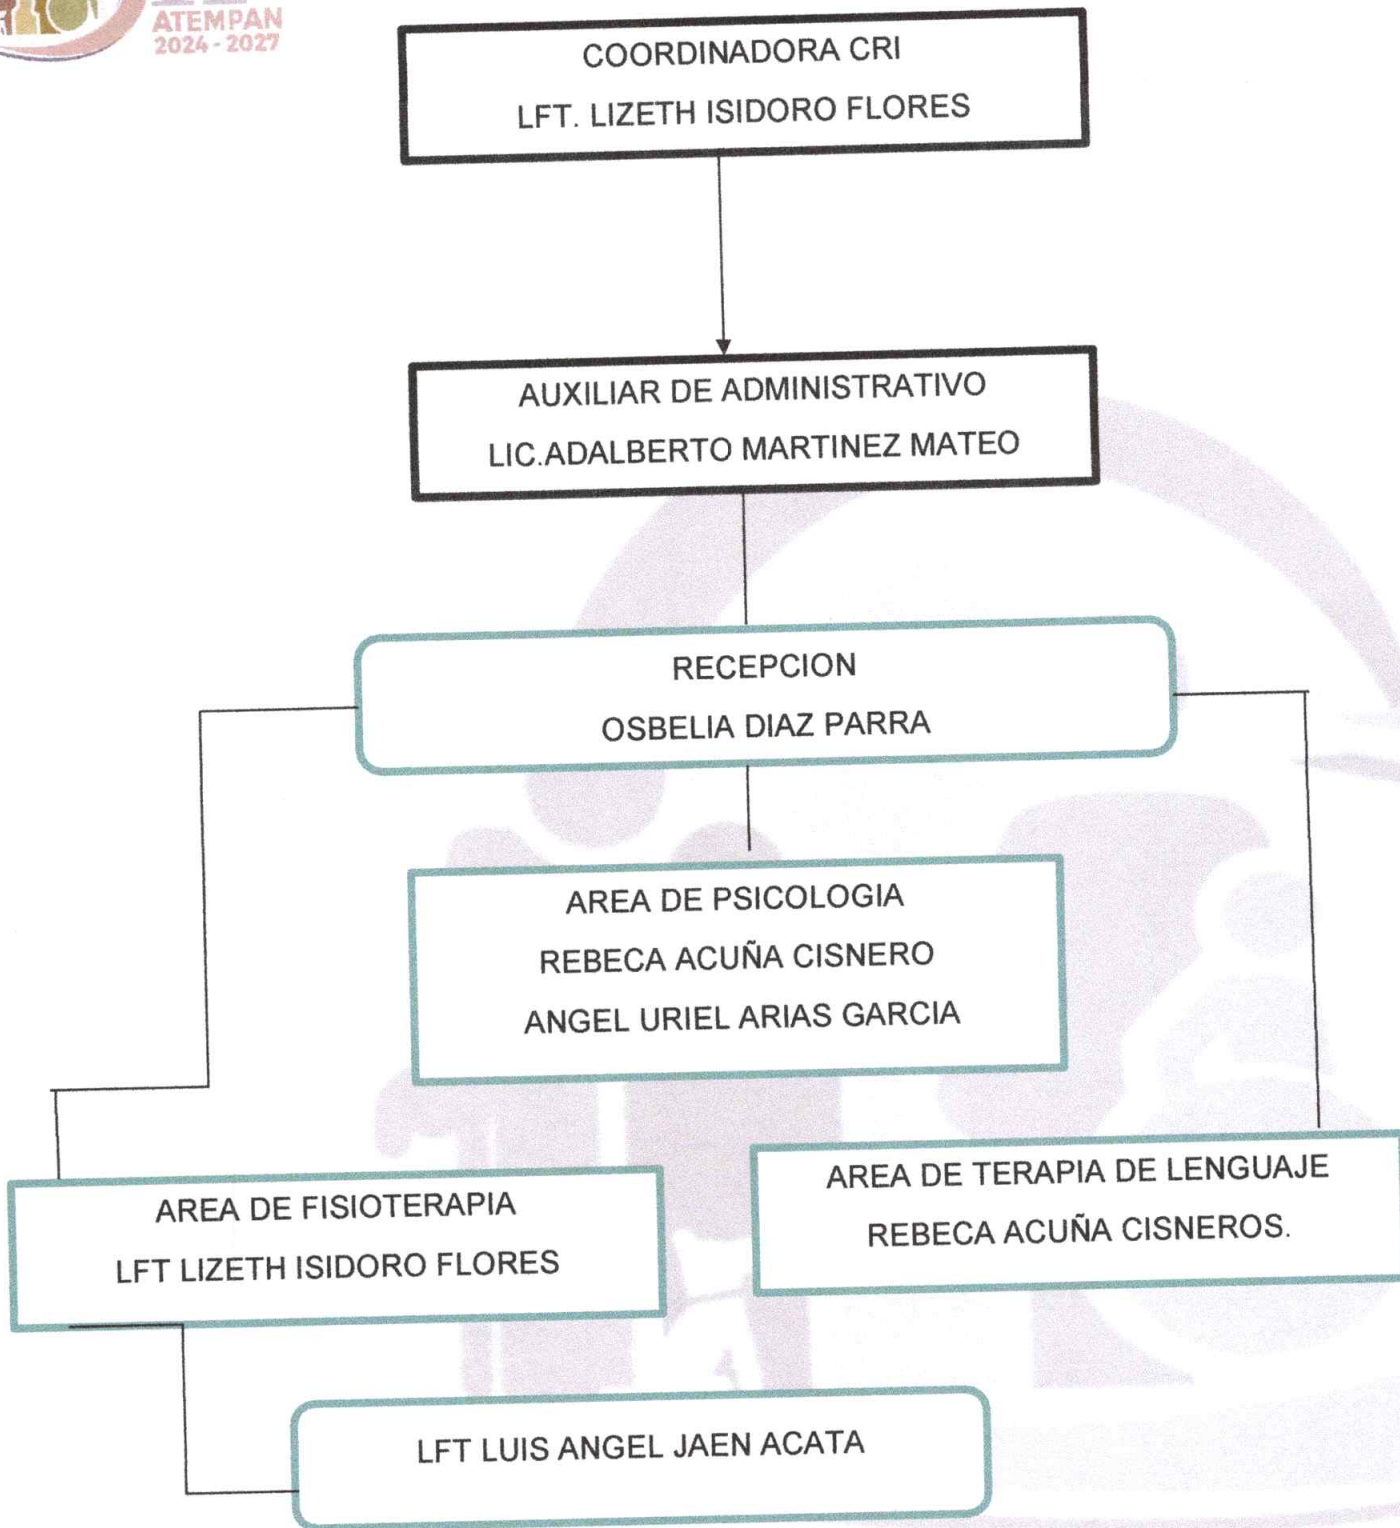 ATEMPAN
2024 - 2027
COORDINADORA CRI
LFT. LIZETH ISIDORO FLORES
AUXILIAR DE ADMINISTRATIVO
LIC.ADALBERTO MARTINEZ MATEO
RECEPCION
OSBELIA DIAZ PARRA
AREA DE PSICOLOGIA
REBECA ACUÑA CISNERO
ANGEL URIEL ARIAS GARCIA
AREA DE FISIOTERAPIA
LFT LIZETH ISIDORO FLORES
AREA DE TERAPIA DE LENGUAJE
REBECA ACUÑA CISNEROS.
LFT LUIS ANGEL JAEN ACATA